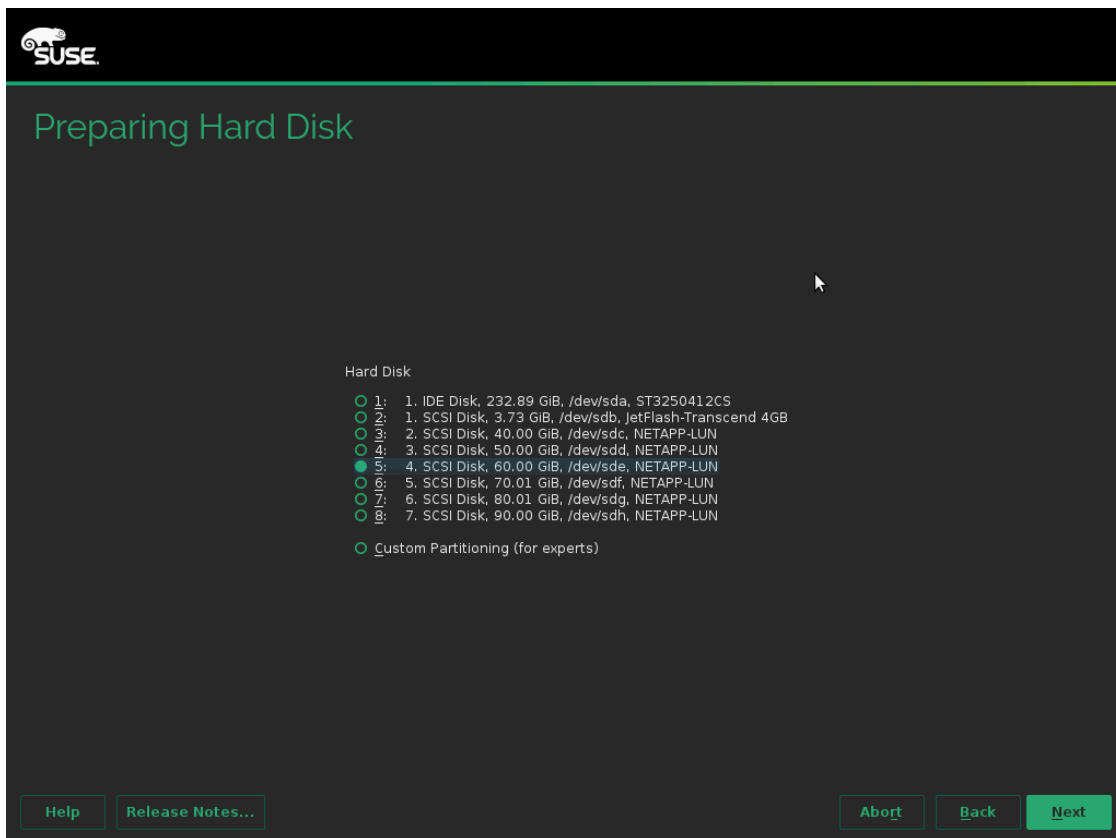 SUSE.
Preparing Hard Disk
Hard Disk
1: 1. IDE Disk, 232.89 GiB, /dev/sda, ST3250412CS
2: 1. SCSI Disk, 3.73 GiB, /dev/sdb, JetFlash-Transcend 4GB
3: 2. SCSI Disk, 40.00 GiB, /dev/sdc, NETAPP-LUN
4: 3. SCSI Disk, 50.00 GiB, /dev/sdd, NETAPP-LUN
5: 4. SCSI Disk, 60.00 GiB, /dev/sde, NETAPP-LUN
6: 5. SCSI Disk, 70.01 GiB, /dev/sdf, NETAPP-LUN
7: 6. SCSI Disk, 80.01 GiB, /dev/sdg, NETAPP-LUN
8: 7. SCSI Disk, 90.00 GiB, /dev/sdh, NETAPP-LUN
Custom Partitioning (for experts)
Help Release Notes... Abort Back Next